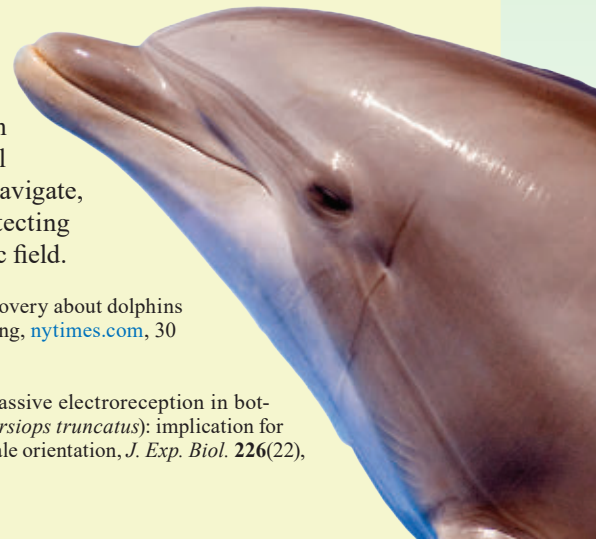 n
l
avigate,
tecting
c field.
overy about dolphins
ng, nytimes.com, 30
assive electroreception in bot-
rsiops truncatus): implication for
ale orientation, J. Exp. Biol. 226(22),